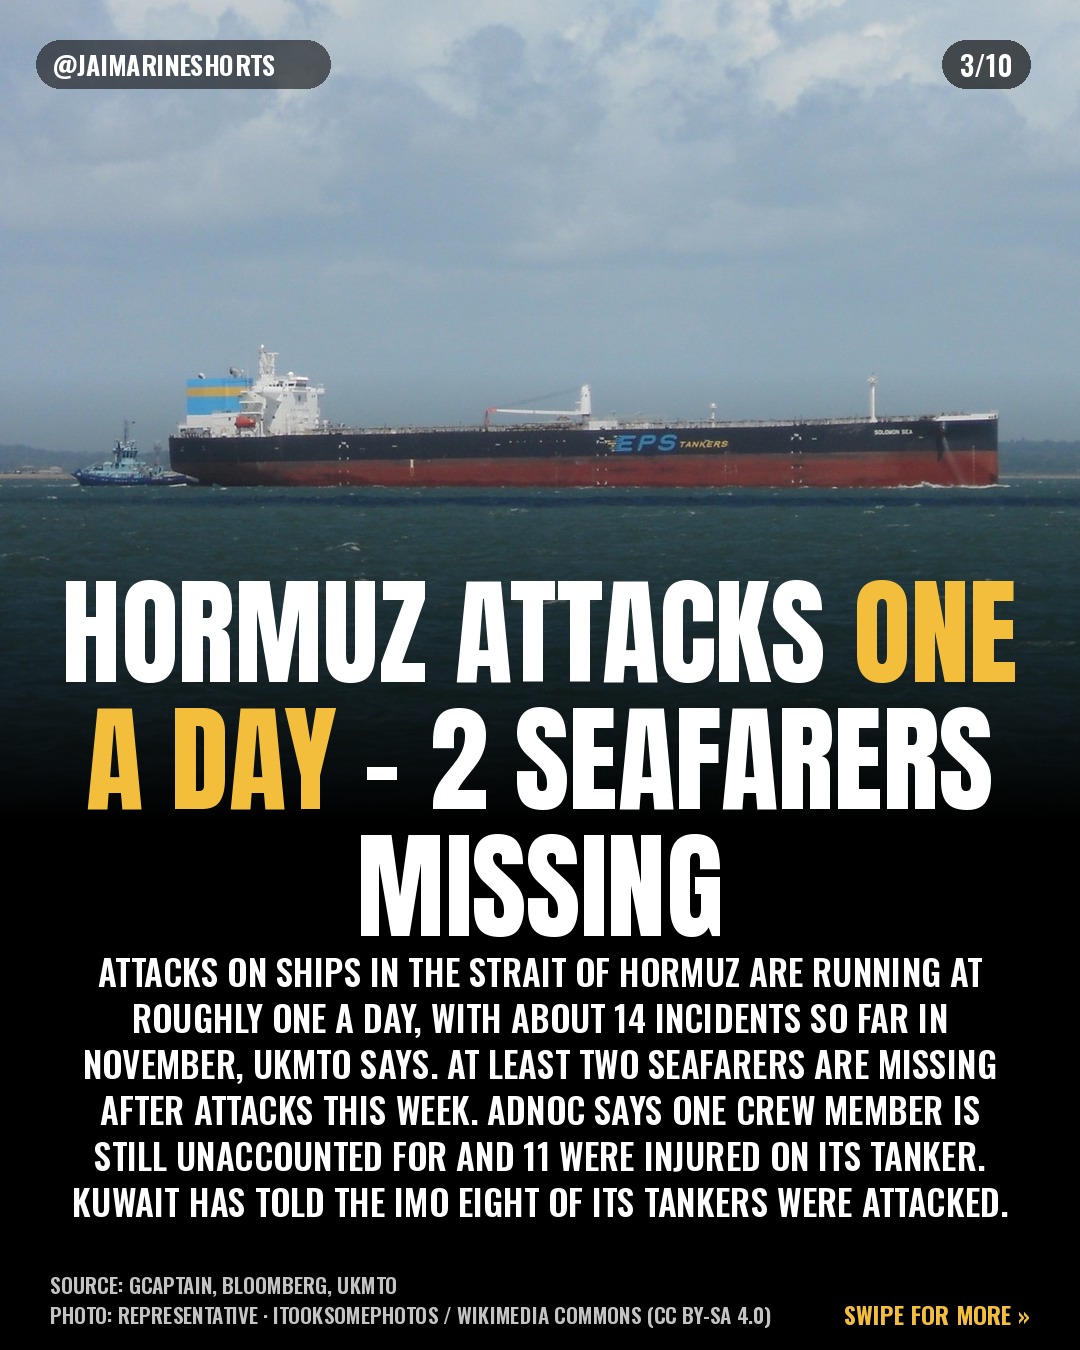 @JAIMARINESHORTS
3/10
SOLOMON SEA
EPS TANKERS
HORMUZ ATTACKS ONE
A DAY - 2 SEAFARERS
MISSING
ATTACKS ON SHIPS IN THE STRAIT OF HORMUZ ARE RUNNING AT
ROUGHLY ONE A DAY, WITH ABOUT 14 INCIDENTS SO FAR IN
NOVEMBER, UKMTO SAYS. AT LEAST TWO SEAFARERS ARE MISSING
AFTER ATTACKS THIS WEEK. ADNOC SAYS ONE CREW MEMBER IS
STILL UNACCOUNTED FOR AND 11 WERE INJURED ON ITS TANKER.
KUWAIT HAS TOLD THE IMO EIGHT OF ITS TANKERS WERE ATTACKED.
SOURCE: GCAPTAIN, BLOOMBERG, UKMTO
PHOTO: REPRESENTATIVE · ITOOKSOMEPHOTOS / WIKIMEDIA COMMONS (CC BY-SA 4.0)
SWIPE FOR MORE »